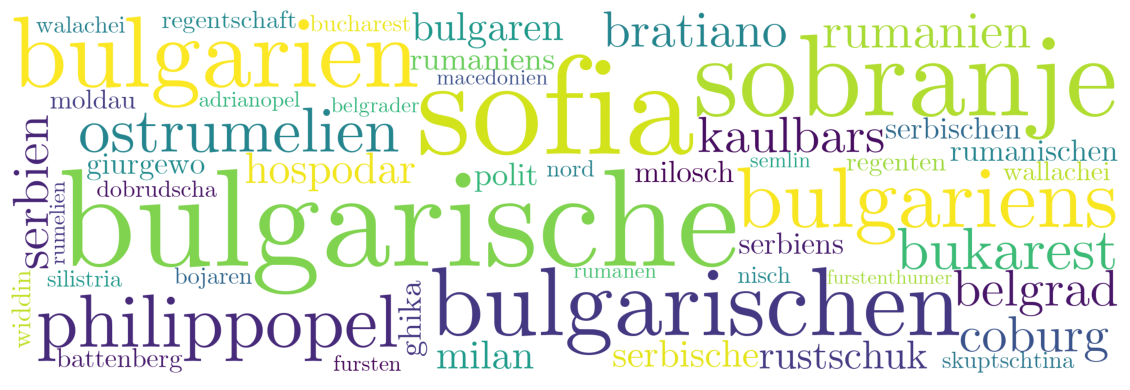 walachei regentschaft bucharest bulgaren bratiano rumanien
bulgarien rumaniens sobranje
macedonien
moldau adrianopel belgrader sofia
ostrumelien kaulbars serbischen
rumanischen
serbien giurgewo hospodar polit nord milosch semlin regenten wallachei
rumelien dobrudscha bulgarische bulgariens
serbiens bukarest
silistria bojaren rumanen nisch furstenthumer
widdin philippopel ghika bulgarischen belgrad
coburg
battenberg fursten milan serbische rustschuk skuptschtina